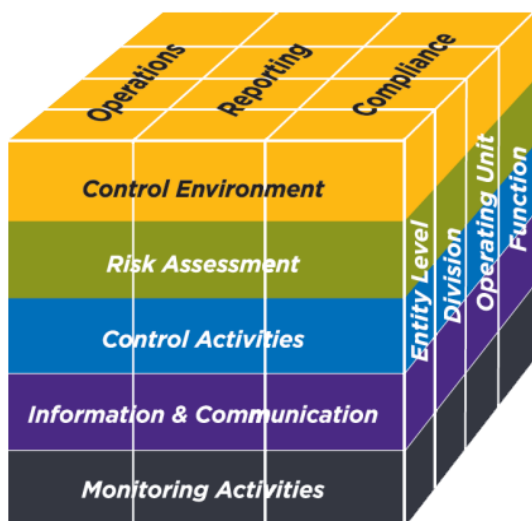 Operations
Reporting
Compliance
Control Environment
Risk Assessment
Control Activities
Information & Communication
Monitoring Activities
Entity Level
Division
Operating Unit
Function